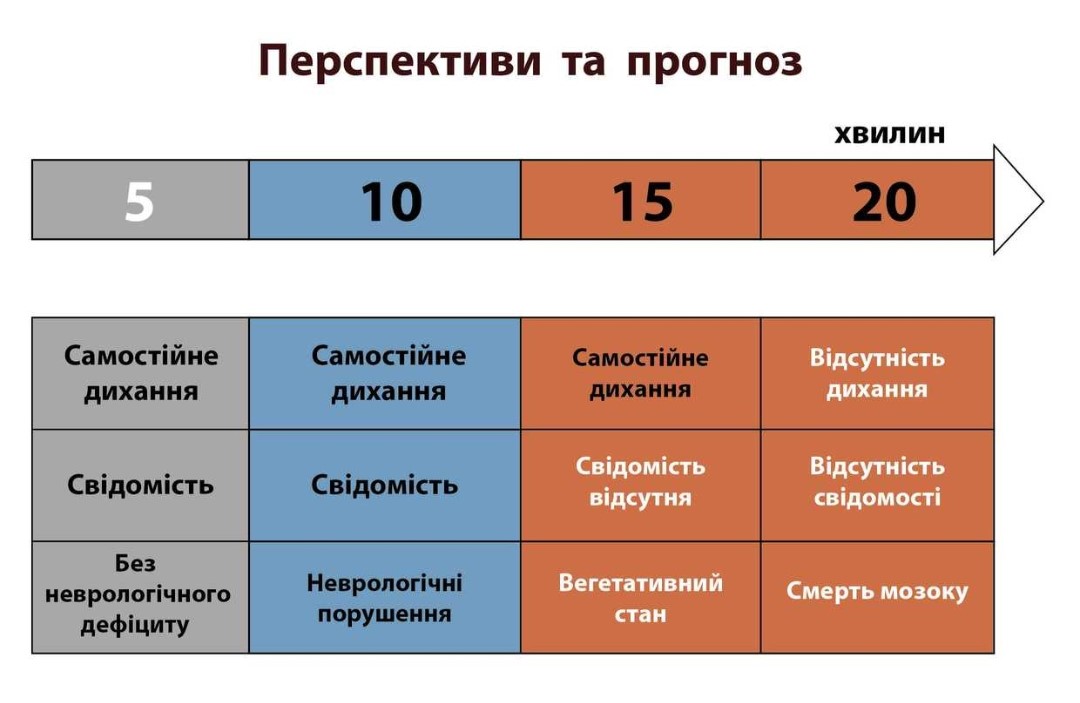 Перспективи та прогноз
хвилин
5
10
15
20
Самостійне
дихання
Самостійне
дихання
Самостійне
дихання
Відсутність
дихання
Свідомість
Свідомість
Свідомість
відсутня
Відсутність
свідомості
Без
неврологічного
дефіциту
Неврологічні
порушення
Вегетативний
стан
Смерть мозоку